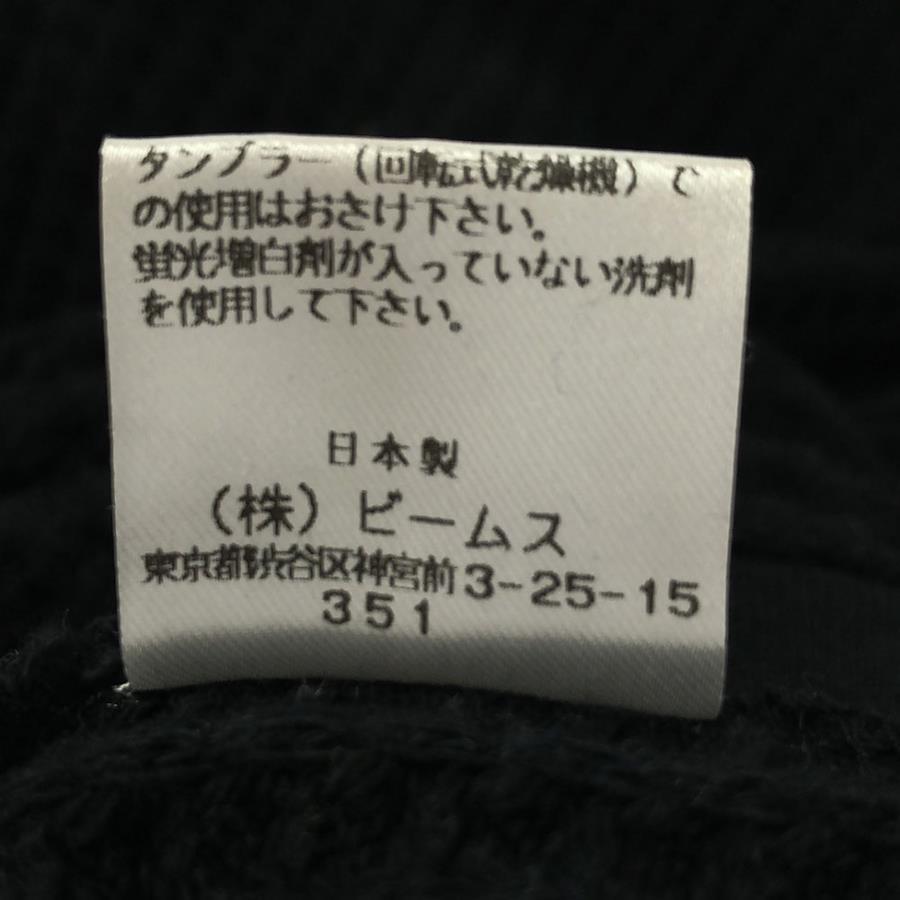 タンブラー（回転式乾燥機）で
の使用はおさけ下さい。
蛍光増白剤が入っていない洗剤
を使用して下さい。
日本製
（株）ビームス
東京都渋谷区神宮前3-25-15
351